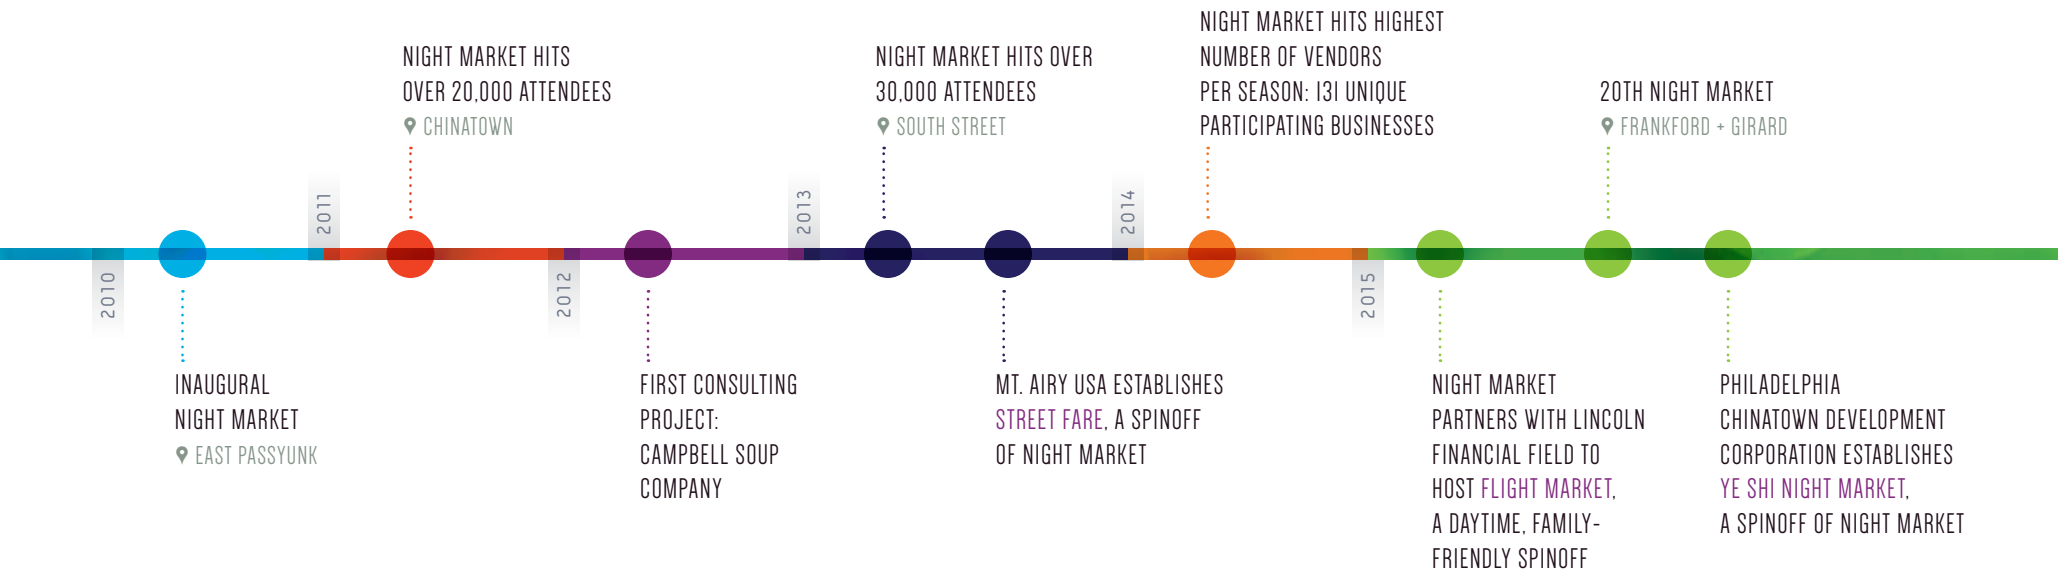 2010
INAUGURAL
NIGHT MARKET
EAST PASSYUNK
2011
NIGHT MARKET HITS
OVER 20,000 ATTENDEES
CHINATOWN
2012
FIRST CONSULTING
PROJECT:
CAMPBELL SOUP
COMPANY
2013
NIGHT MARKET HITS OVER
30,000 ATTENDEES
SOUTH STREET
MT. AIRY USA ESTABLISHES
STREET FARE, A SPINOFF
OF NIGHT MARKET
2014
NIGHT MARKET HITS HIGHEST
NUMBER OF VENDORS
PER SEASON: 131 UNIQUE
PARTICIPATING BUSINESSES
2015
NIGHT MARKET
PARTNERS WITH LINCOLN
FINANCIAL FIELD TO
HOST FLIGHT MARKET,
A DAYTIME, FAMILY-
FRIENDLY SPINOFF
20TH NIGHT MARKET
FRANKFORD + GIRARD
PHILADELPHIA
CHINATOWN DEVELOPMENT
CORPORATION ESTABLISHES
YE SHI NIGHT MARKET,
A SPINOFF OF NIGHT MARKET